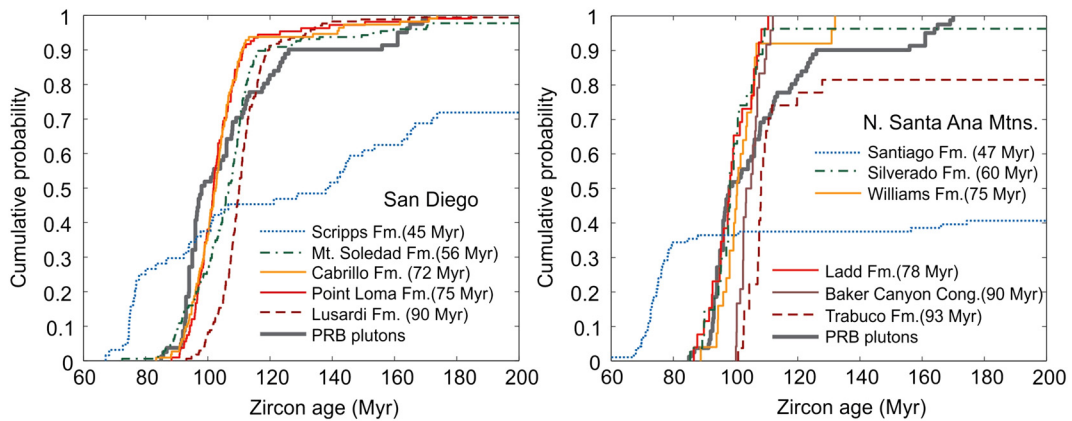 1
0.9
0.8
0.7
0.6
0.5
0.4
0.3
0.2
0.1
0
Cumulative probability
San Diego
Scripps Fm.(45 Myr)
Mt. Soledad Fm.(56 Myr)
Cabrillo Fm. (72 Myr)
Point Loma Fm.(75 Myr)
Lusardi Fm. (90 Myr)
PRB plutons
60 80 100 120 140 160 180 200
Zircon age (Myr)
1
0.9
0.8
0.7
0.6
0.5
0.4
0.3
0.2
0.1
0
Cumulative probability
N. Santa Ana Mtns.
Santiago Fm. (47 Myr)
Silverado Fm. (60 Myr)
Williams Fm.(75 Myr)
Ladd Fm.(78 Myr)
Baker Canyon Cong.(90 Myr)
Trabuco Fm.(93 Myr)
PRB plutons
60 80 100 120 140 160 180 200
Zircon age (Myr)